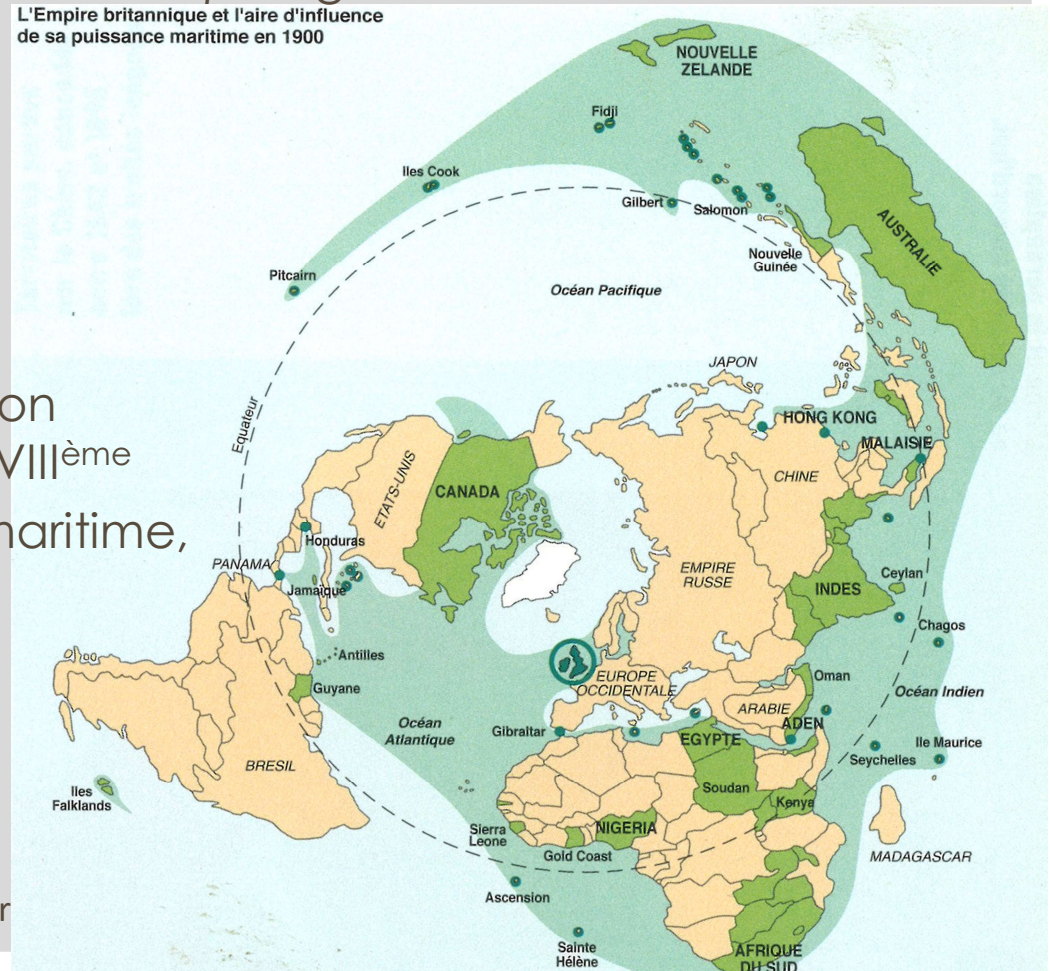 L'Empire britannique et l'aire d'influence
de sa puissance maritime en 1900
NOUVELLE
ZELANDE
Fidji
Iles Cook
Gilbert
Salomon
AUSTRALIE
Nouvelle
Guinée
Pitcairn
Océan Pacifique
JAPON
on
VIIIème
maritime,
Equateur
HONG KONG
MALAISIE
ETATS-UNIS
CANADA
CHINE
Honduras
PANAMA
Jamaïque
EMPIRE
RUSSE
INDES
Ceylan
Chagos
Antilles
Guyane
EUROPE
OCCIDENTALE
Oman
Océan Indien
ARABIE
ADEN
Océan
Atlantique
Gibraltar
EGYPTE
Ile Maurice
Seychelles
BRESIL
Iles
Falklands
Soudan
Kenya
Sierra
Leone
NIGERIA
Gold Coast
MADAGASCAR
Ascension
r
Sainte
Hélène
AFRIQUE
DU SUD